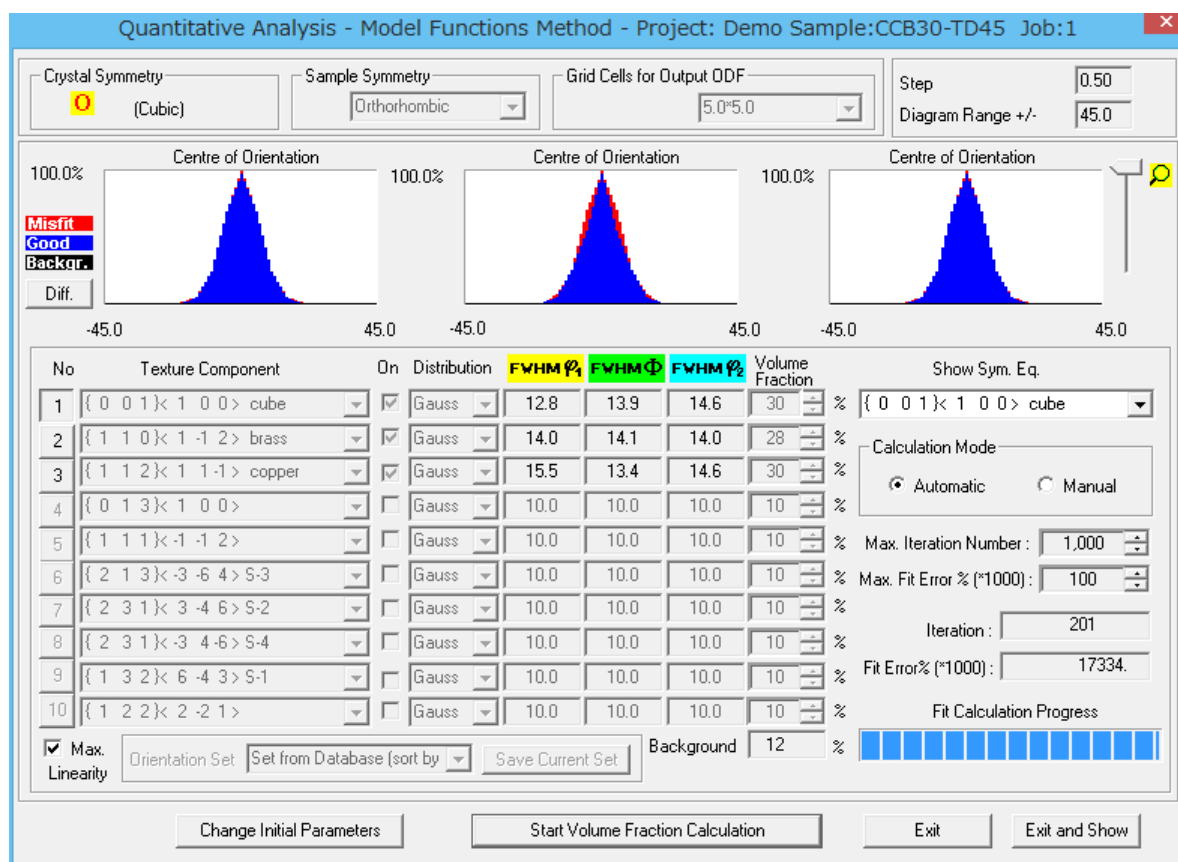 Quantitative Analysis - Model Functions Method - Project: Demo Sample:CCB30-TD45 Job:1
Crystal Symmetry
O (Cubic)
Sample Symmetry
Orthorhombic
Grid Cells for Output ODF
5.0*5.0
Step 0.50
Diagram Range +/- 45.0
Centre of Orientation Centre of Orientation Centre of Orientation
100.0% 100.0% 100.0%
Misfit
Good
Backgr.
Diff.
-45.0 45.0 -45.0 45.0 -45.0 45.0
No Texture Component On Distribution FWHM φ1 FWHM Φ FWHM φ2 Volume Fraction
1 { 0 0 1}< 1 0 0> cube Gauss 12.8 13.9 14.6 30 %
2 { 1 1 0}< 1 -1 2> brass Gauss 14.0 14.1 14.0 28 %
3 { 1 1 2}< 1 1 -1> copper Gauss 15.5 13.4 14.6 30 %
4 { 0 1 3}< 1 0 0> Gauss 10.0 10.0 10.0 10 %
5 { 1 1 1}< -1 -1 2> Gauss 10.0 10.0 10.0 10 %
6 { 2 1 3}< -3 -6 4> S-3 Gauss 10.0 10.0 10.0 10 %
7 { 2 3 1}< 3 -4 6> S-2 Gauss 10.0 10.0 10.0 10 %
8 { 2 3 1}< -3 4 -6> S-4 Gauss 10.0 10.0 10.0 10 %
9 { 1 3 2}< 6 -4 3> S-1 Gauss 10.0 10.0 10.0 10 %
10 { 1 2 2}< 2 -2 1> Gauss 10.0 10.0 10.0 10 %
Max. Linearity
Orientation Set Set from Database (sort by Save Current Set
Background 12 %
Show Sym. Eq.
{ 0 0 1}< 1 0 0> cube
Calculation Mode
Automatic Manual
Max. Iteration Number : 1,000
Max. Fit Error % (*1000) : 100
Iteration : 201
Fit Error% (*1000) : 17334.
Fit Calculation Progress
Change Initial Parameters Start Volume Fraction Calculation Exit Exit and Show